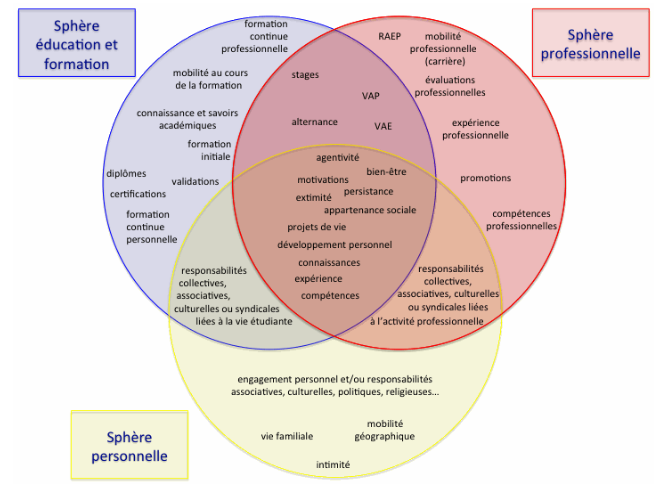 Sphère
éducation et
formation
Sphère
professionnelle
formation
continue
professionnelle
mobilité au cours
de la formation
connaissance et savoirs
académiques
formation
initiale
diplômes
certifications
validations
formation
continue
personnelle
stages
VAP
alternance
VAE
RAEP
mobilité
professionnelle
(carrière)
évaluations
professionnelles
expérience
professionnelle
promotions
compétences
professionnelles
agentivité
bien-être
motivations
persistance
extimité
appartenance sociale
projets de vie
développement personnel
connaissances
expérience
compétences
responsabilités
collectives,
associatives,
culturelles ou syndicales
liées à la vie étudiante
responsabilités
collectives,
associatives, culturelles
ou syndicales liées
à l’activité professionnelle
engagement personnel et/ou responsabilités
associatives, culturelles, politiques, religieuses...
vie familiale
mobilité
géographique
intimité
Sphère
personnelle